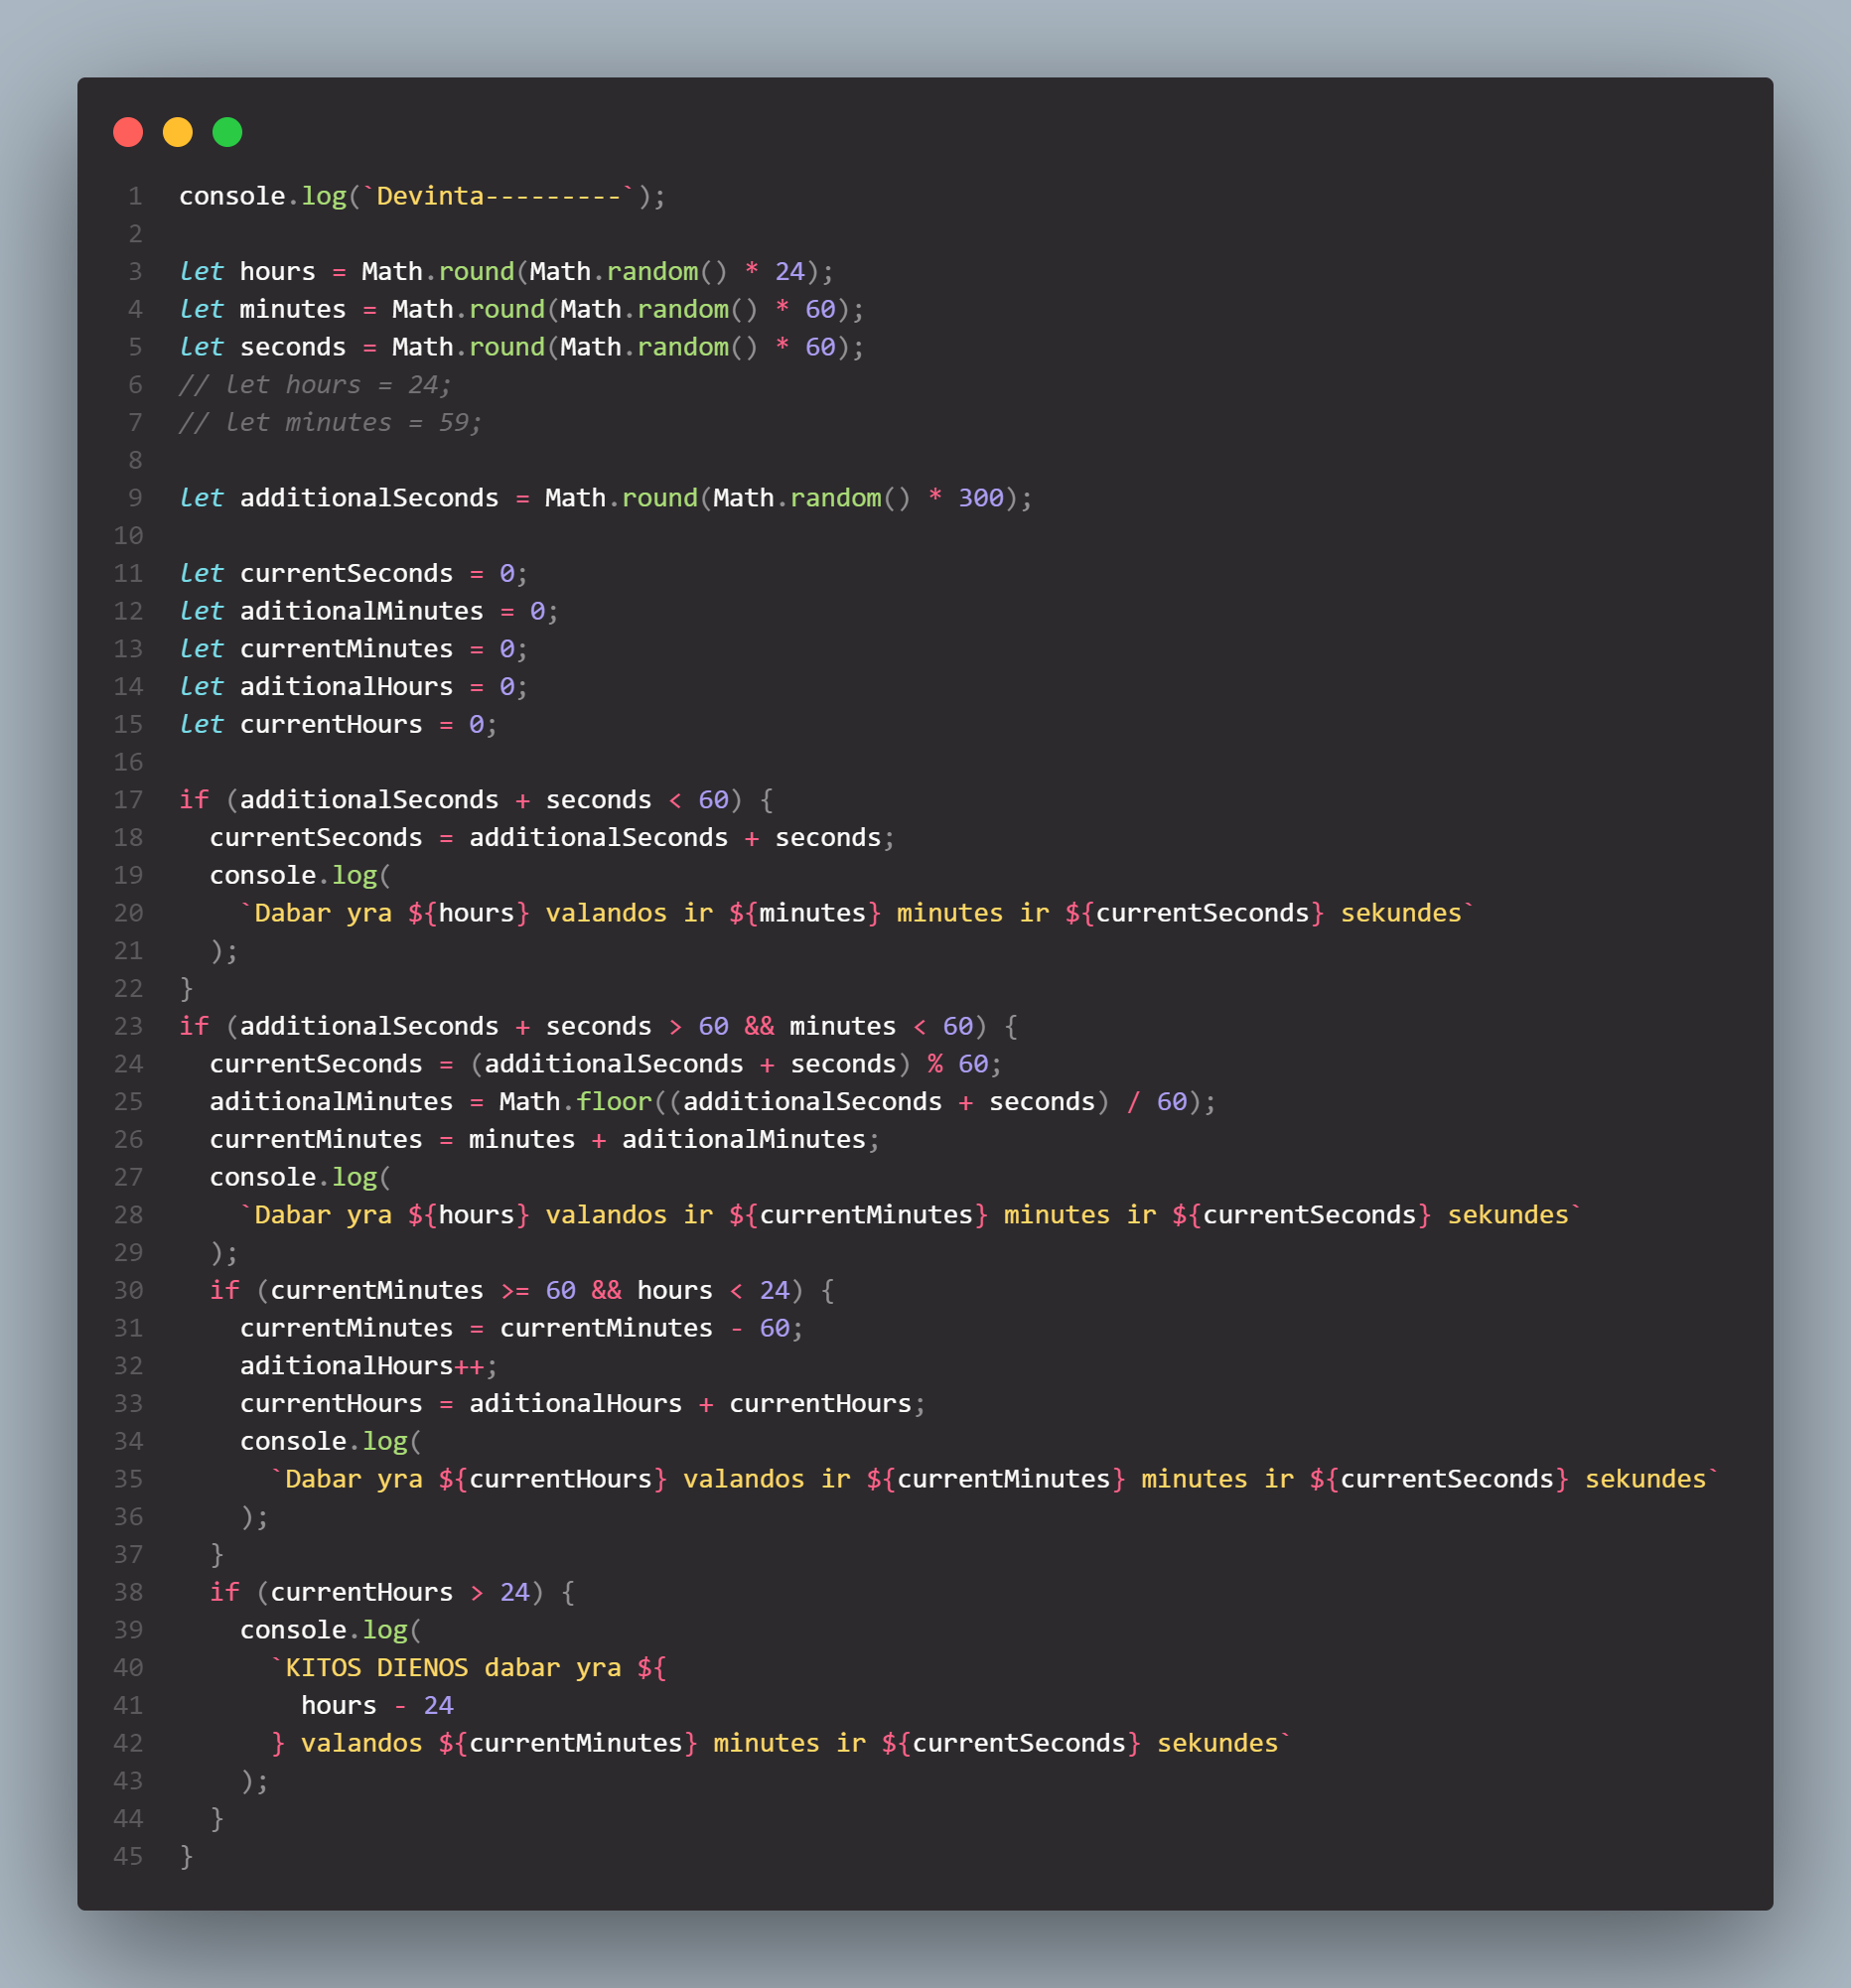 1 console.log(`Devinta---------`);
2
3 let hours = Math.round(Math.random() * 24);
4 let minutes = Math.round(Math.random() * 60);
5 let seconds = Math.round(Math.random() * 60);
6 // let hours = 24;
7 // let minutes = 59;
8
9 let additionalSeconds = Math.round(Math.random() * 300);
10
11 let currentSeconds = 0;
12 let aditionalMinutes = 0;
13 let currentMinutes = 0;
14 let aditionalHours = 0;
15 let currentHours = 0;
16
17 if (additionalSeconds + seconds < 60) {
18   currentSeconds = additionalSeconds + seconds;
19   console.log(
20     `Dabar yra ${hours} valandos ir ${minutes} minutes ir ${currentSeconds} sekundes`
21   );
22 }
23 if (additionalSeconds + seconds > 60 && minutes < 60) {
24   currentSeconds = (additionalSeconds + seconds) % 60;
25   aditionalMinutes = Math.floor((additionalSeconds + seconds) / 60);
26   currentMinutes = minutes + aditionalMinutes;
27   console.log(
28     `Dabar yra ${hours} valandos ir ${currentMinutes} minutes ir ${currentSeconds} sekundes`
29   );
30   if (currentMinutes >= 60 && hours < 24) {
31     currentMinutes = currentMinutes - 60;
32     aditionalHours++;
33     currentHours = aditionalHours + currentHours;
34     console.log(
35       `Dabar yra ${currentHours} valandos ir ${currentMinutes} minutes ir ${currentSeconds} sekundes`
36     );
37   }
38   if (currentHours > 24) {
39     console.log(
40       `KITOS DIENOS dabar yra ${
41         hours - 24
42       } valandos ${currentMinutes} minutes ir ${currentSeconds} sekundes`
43     );
44   }
45 }